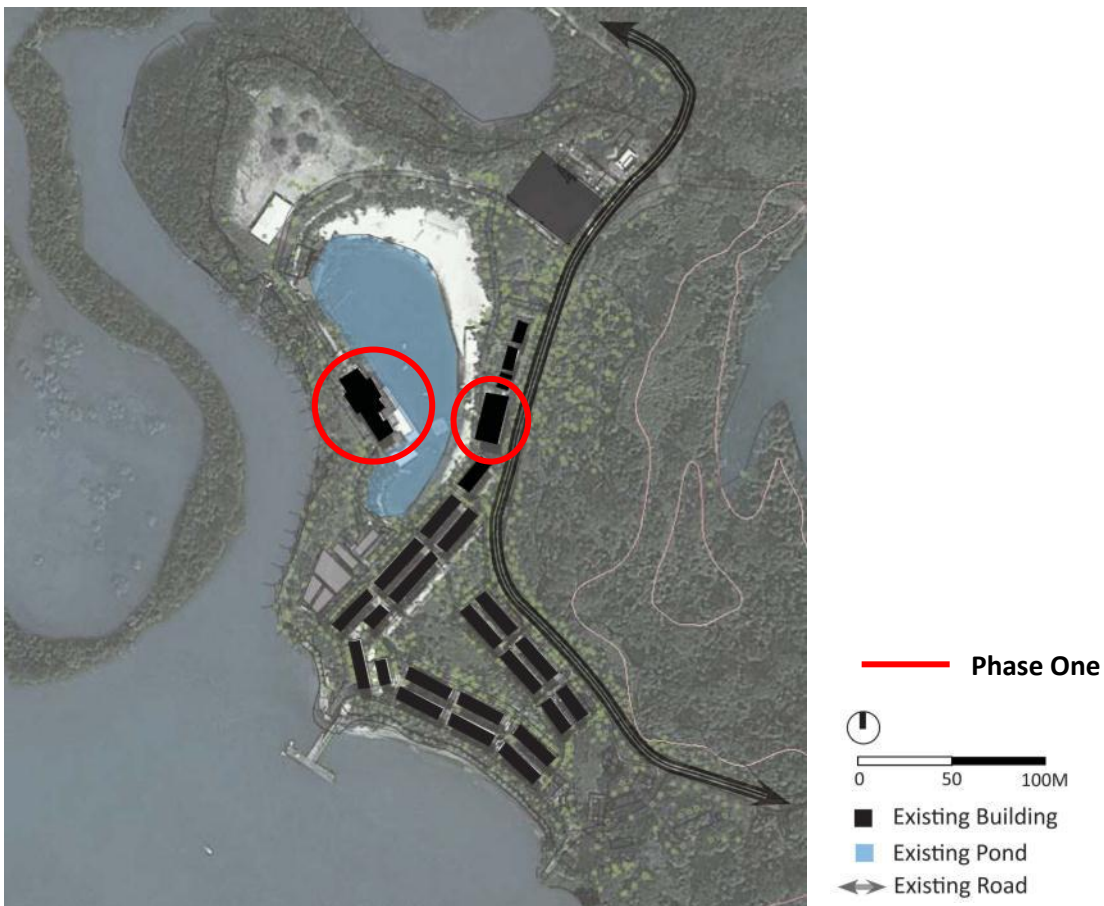 Phase One
0 50 100M
Existing Building
Existing Pond
Existing Road